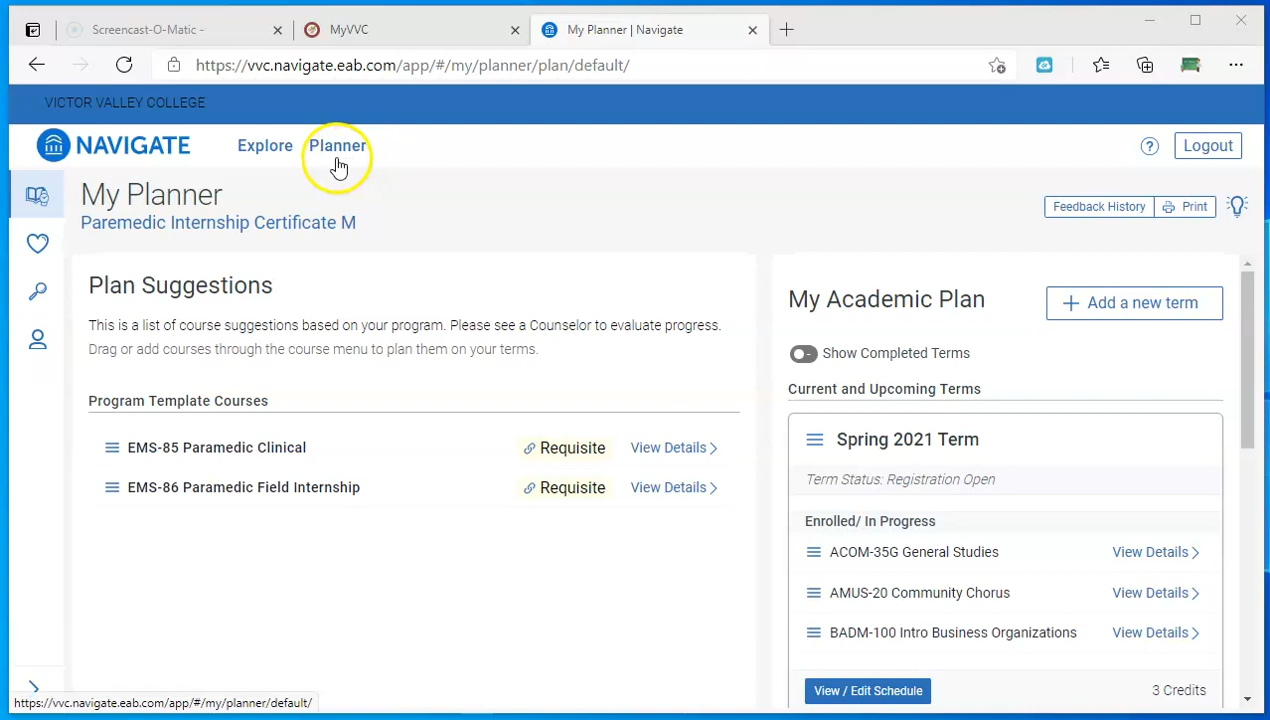 Screencast-O-Matic -
MyVVC
My Planner | Navigate
https://vvc.navigate.eab.com/app/#/my/planner/plan/default/
VICTOR VALLEY COLLEGE
NAVIGATE
Explore
Planner
?
Logout
My Planner
Paremedic Internship Certificate M
Feedback History
Print
Plan Suggestions
This is a list of course suggestions based on your program. Please see a Counselor to evaluate progress.
Drag or add courses through the course menu to plan them on your terms.
Program Template Courses
EMS-85 Paramedic Clinical
Requisite
View Details
EMS-86 Paramedic Field Internship
Requisite
View Details
My Academic Plan
Add a new term
Show Completed Terms
Current and Upcoming Terms
Spring 2021 Term
Term Status: Registration Open
Enrolled/ In Progress
ACOM-35G General Studies
View Details
AMUS-20 Community Chorus
View Details
BADM-100 Intro Business Organizations
View Details
View / Edit Schedule
3 Credits
https://vvc.navigate.eab.com/app/#/my/planner/default/